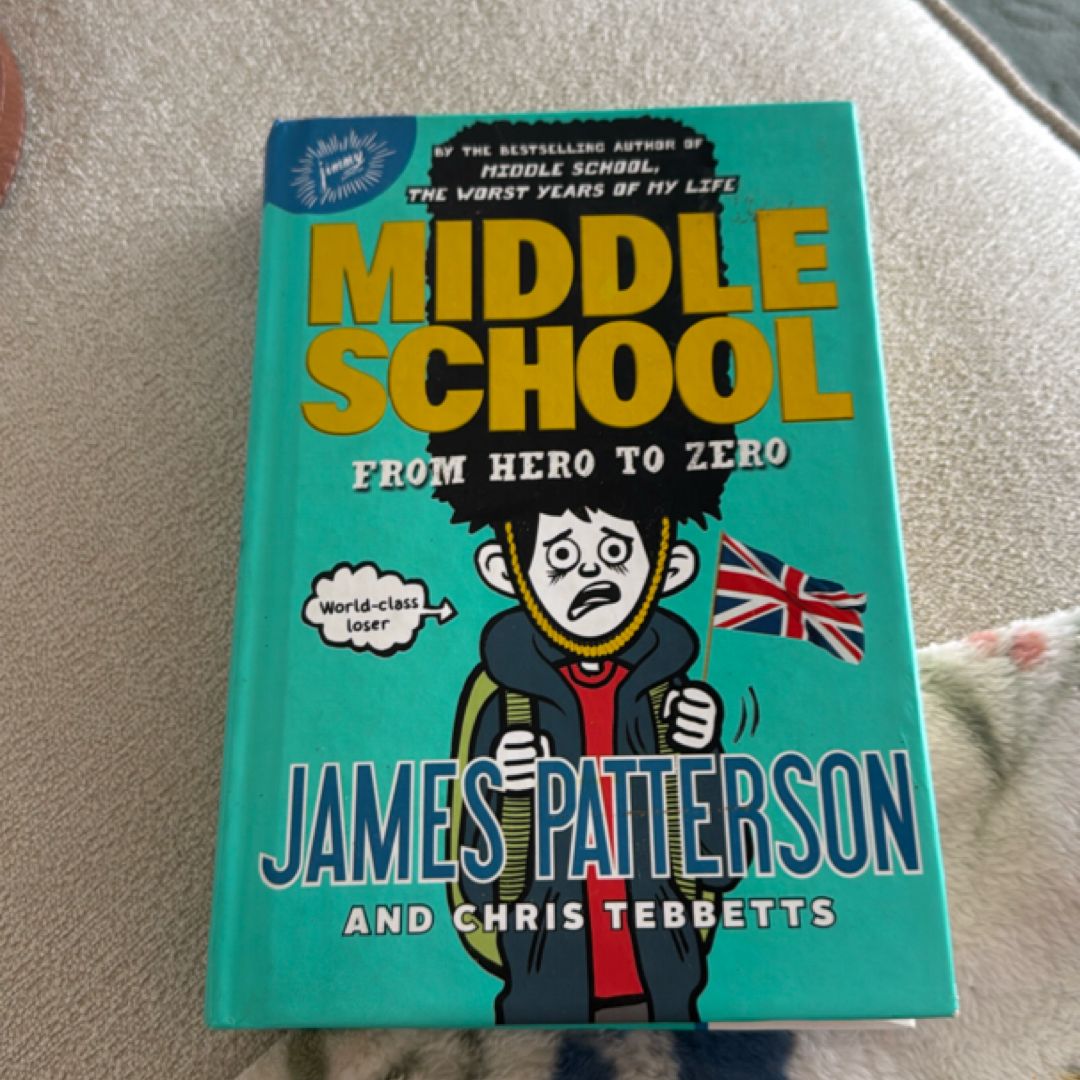 jimmy
BY THE BESTSELLING AUTHOR OF
MIDDLE SCHOOL,
THE WORST YEARS OF MY LIFE
MIDDLE
SCHOOL
FROM HERO TO ZERO
World-class
loser
JAMES PATTERSON
AND CHRIS TEBBETTS